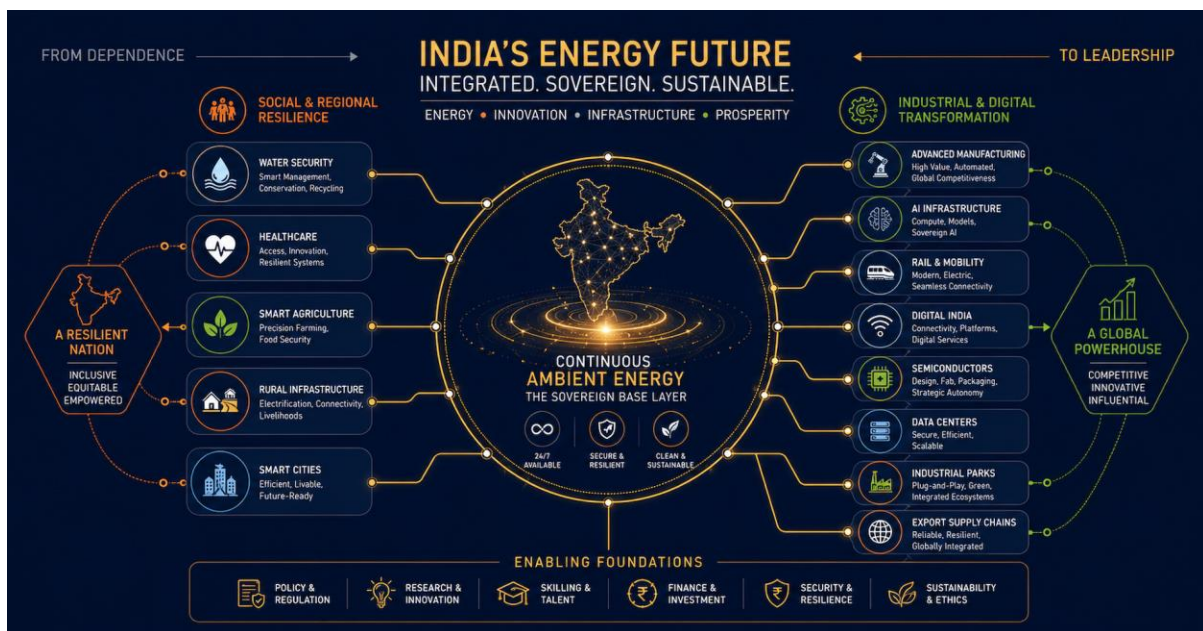 FROM DEPENDENCE
INDIA'S ENERGY FUTURE
INTEGRATED. SOVEREIGN. SUSTAINABLE.
ENERGY • INNOVATION • INFRASTRUCTURE • PROSPERITY
TO LEADERSHIP
SOCIAL & REGIONAL
RESILIENCE
WATER SECURITY
Smart Management,
Conservation, Recycling
HEALTHCARE
Access, Innovation,
Resilient Systems
SMART AGRICULTURE
Precision Farming,
Food Security
RURAL INFRASTRUCTURE
Electrification, Connectivity,
Livelihoods
SMART CITIES
Efficient, Livable,
Future-Ready
A RESILIENT
NATION
INCLUSIVE
EQUITABLE
EMPOWERED
CONTINUOUS
AMBIENT ENERGY
THE SOVEREIGN BASE LAYER
24/7
AVAILABLE
SECURE &
RESILIENT
CLEAN &
SUSTAINABLE
INDUSTRIAL & DIGITAL
TRANSFORMATION
ADVANCED MANUFACTURING
High Value, Automated,
Global Competitiveness
AI INFRASTRUCTURE
Compute, Models,
Sovereign AI
RAIL & MOBILITY
Modern, Electric,
Seamless Connectivity
DIGITAL INDIA
Connectivity, Platforms,
Digital Services
SEMICONDUCTORS
Design, Fab, Packaging,
Strategic Autonomy
DATA CENTERS
Secure, Efficient,
Scalable
INDUSTRIAL PARKS
Plug-and-Play, Green,
Integrated Ecosystems
EXPORT SUPPLY CHAINS
Reliable, Resilient,
Globally Integrated
A GLOBAL
POWERHOUSE
COMPETITIVE
INNOVATIVE
INFLUENTIAL
ENABLING FOUNDATIONS
POLICY &
REGULATION
RESEARCH &
INNOVATION
SKILLING &
TALENT
₹
FINANCE &
INVESTMENT
₹
SECURITY &
RESILIENCE
SUSTAINABILITY
& ETHICS